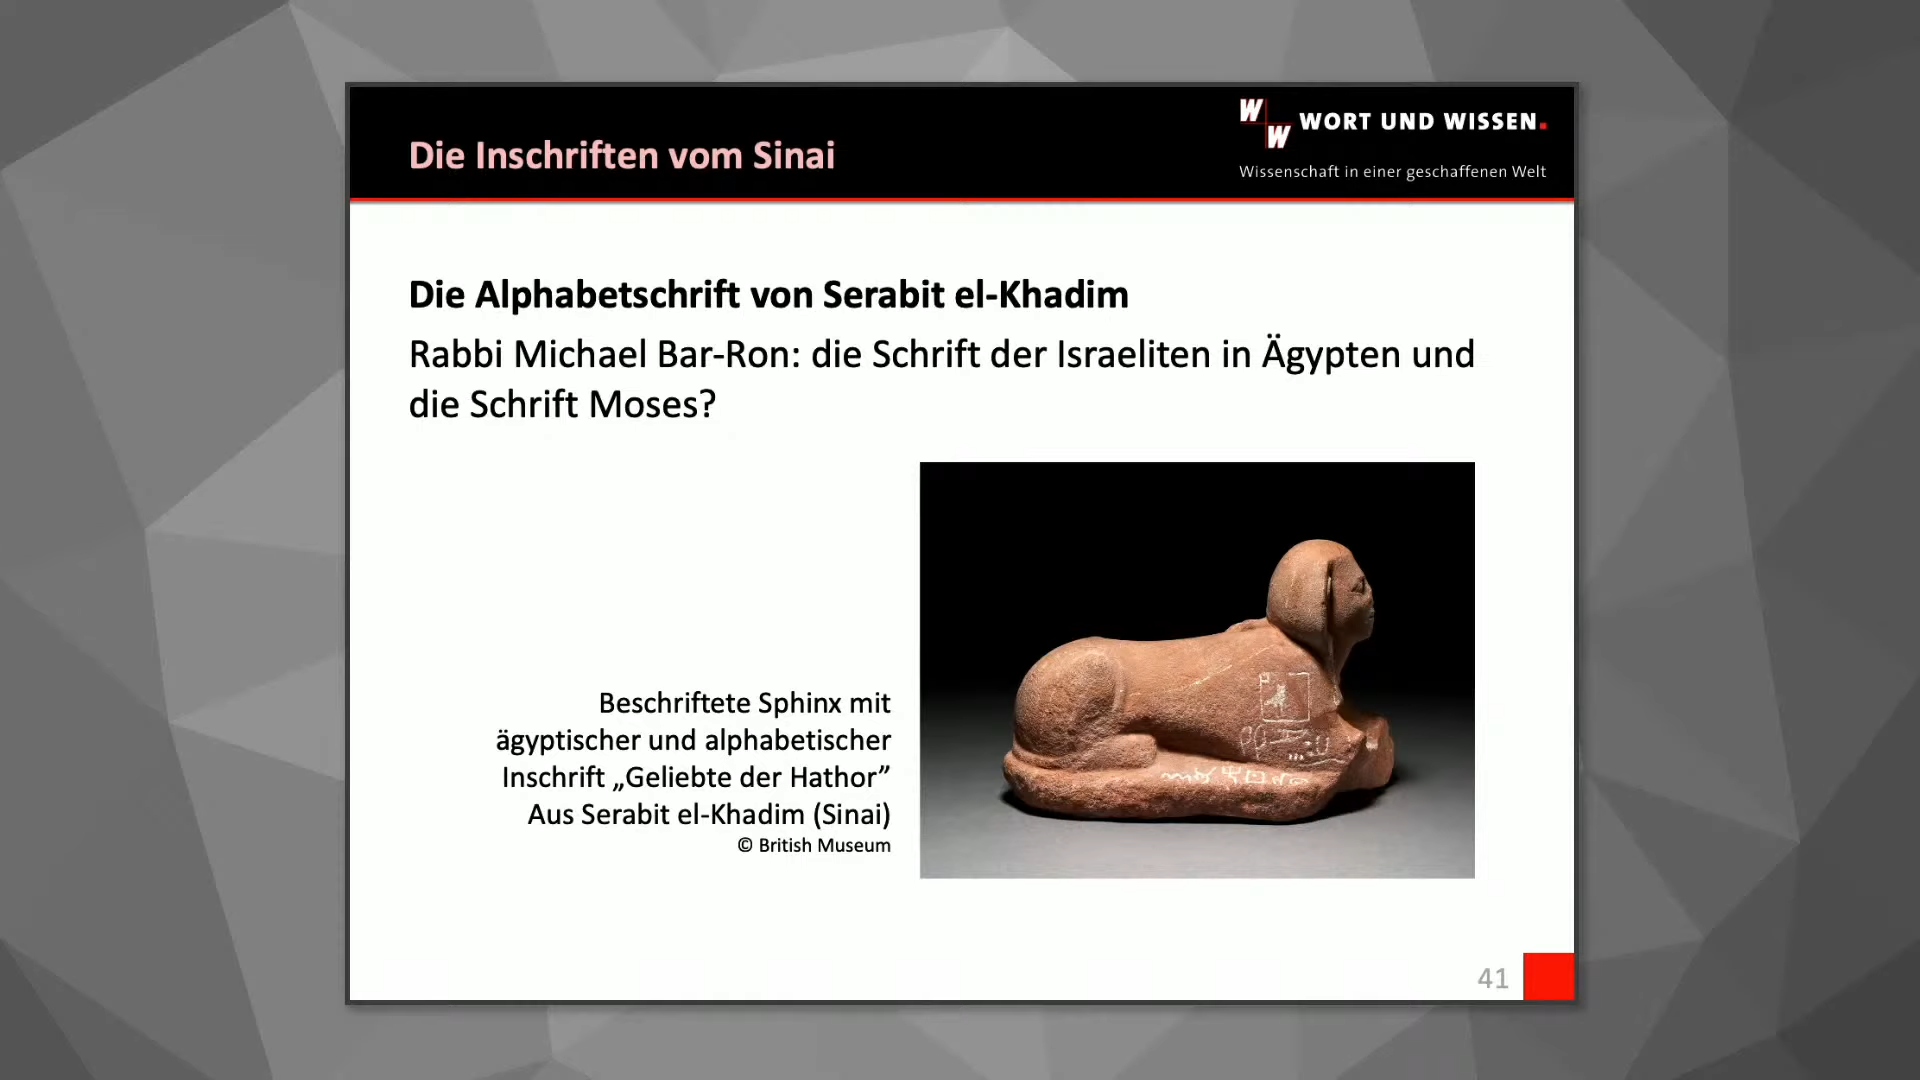 Die Inschriften vom Sinai
W
W
WORT UND WISSEN.
Wissenschaft in einer geschaffenen Welt
Die Alphabetschrift von Serabit el-Khadim
Rabbi Michael Bar-Ron: die Schrift der Israeliten in Ägypten und
die Schrift Moses?
Beschriftete Sphinx mit
ägyptischer und alphabetischer
Inschrift „Geliebte der Hathor”
Aus Serabit el-Khadim (Sinai)
© British Museum
41